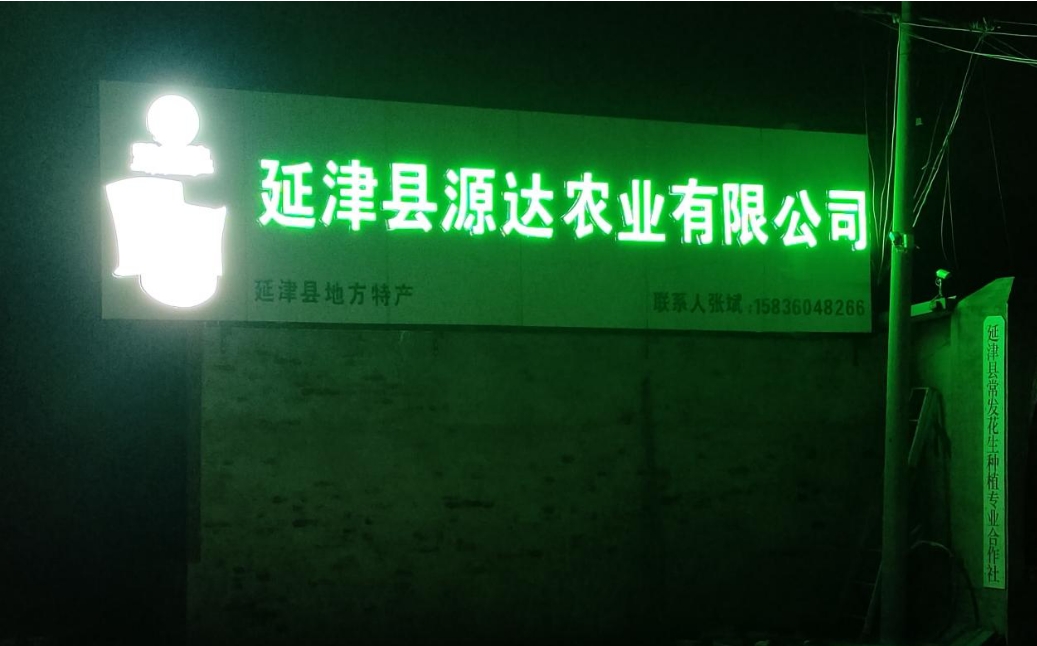 延津县源达农业有限公司
延津县地方特产
联系人张斌:15836048266
延津县常发花生种植专业合作社